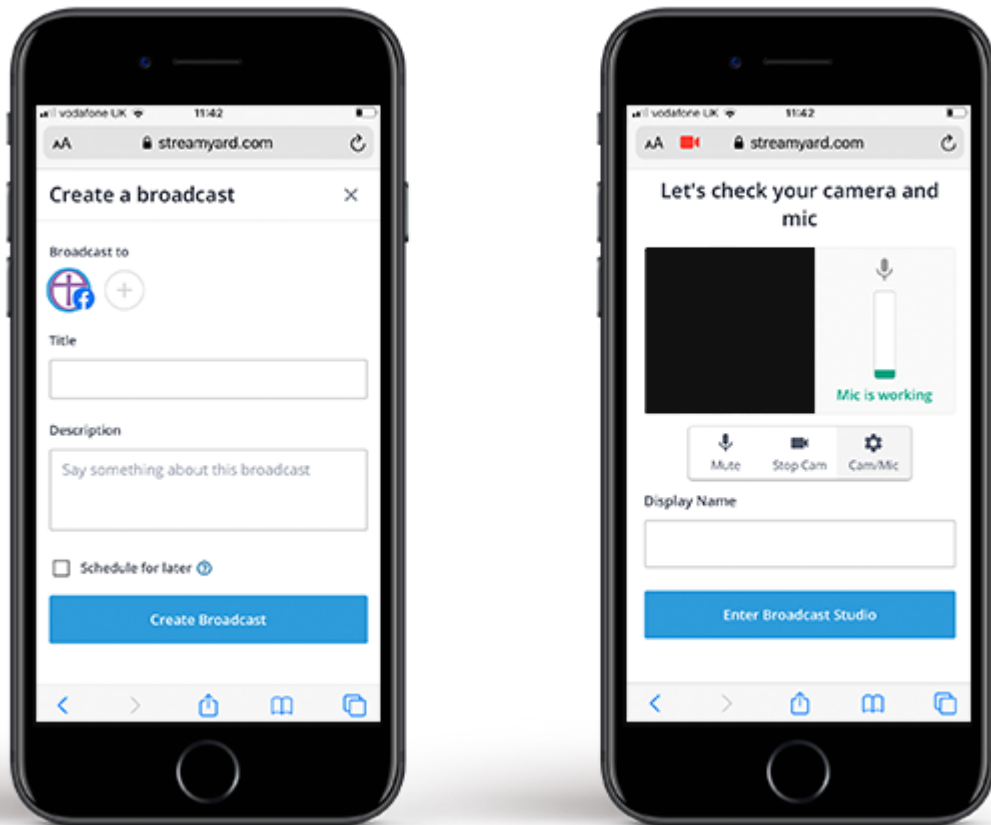 vodafone UK 11:42
AA streamyard.com
Create a broadcast
Broadcast to
Title
Description
Say something about this broadcast
Schedule for later
Create Broadcast
vodafone UK 11:42
AA streamyard.com
Let's check your camera and
mic
Mic is working
Mute Stop Cam Cam/Mic
Display Name
Enter Broadcast Studio